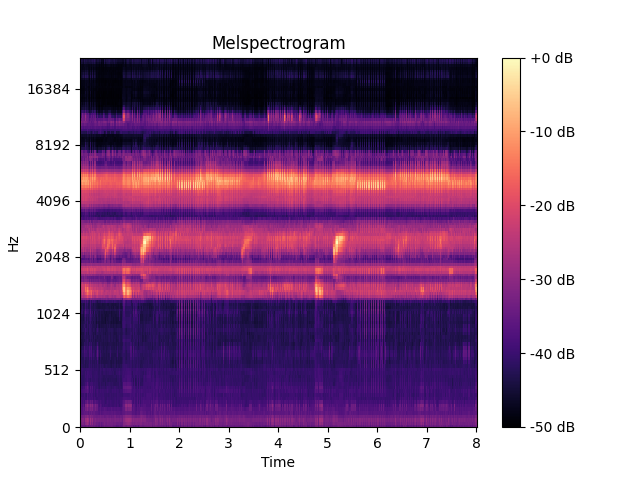 Melspectrogram
Hz
16384
8192
4096
2048
1024
512
0
0 1 2 3 4 5 6 7 8
Time
+0 dB
-10 dB
-20 dB
-30 dB
-40 dB
-50 dB